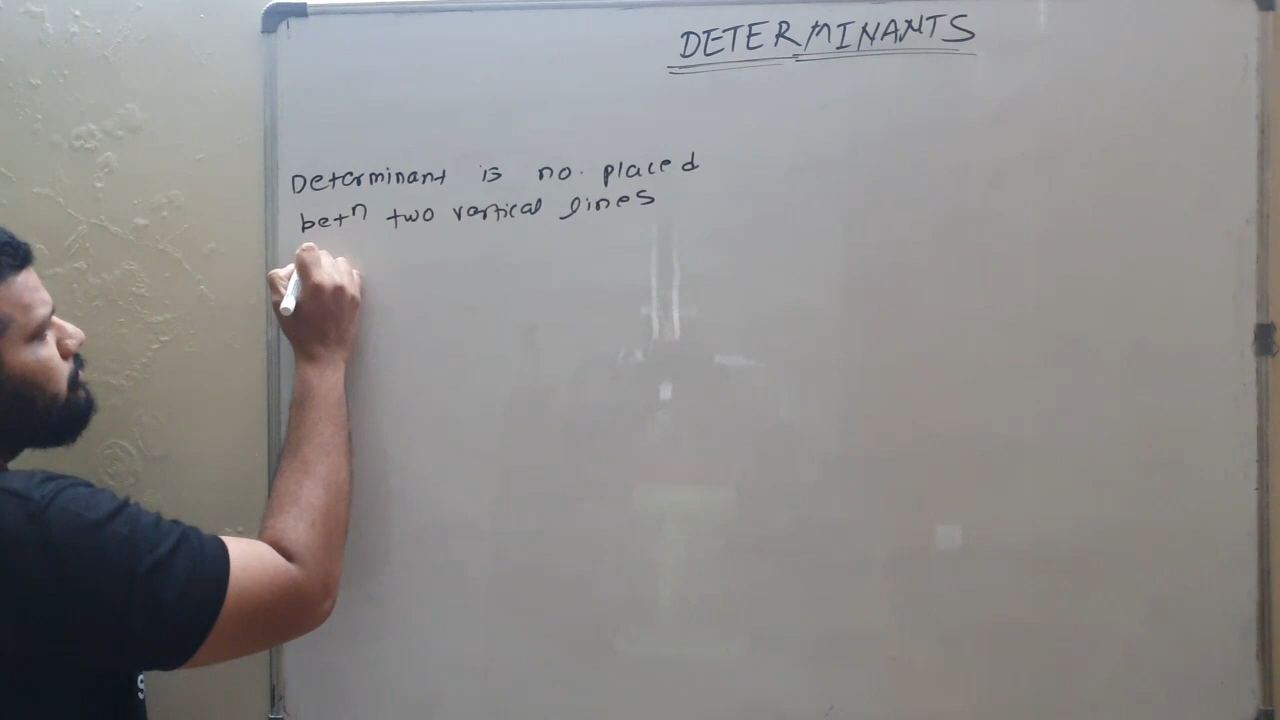 DETERMINANTS
Determinant is no. placed
betn two vertical lines